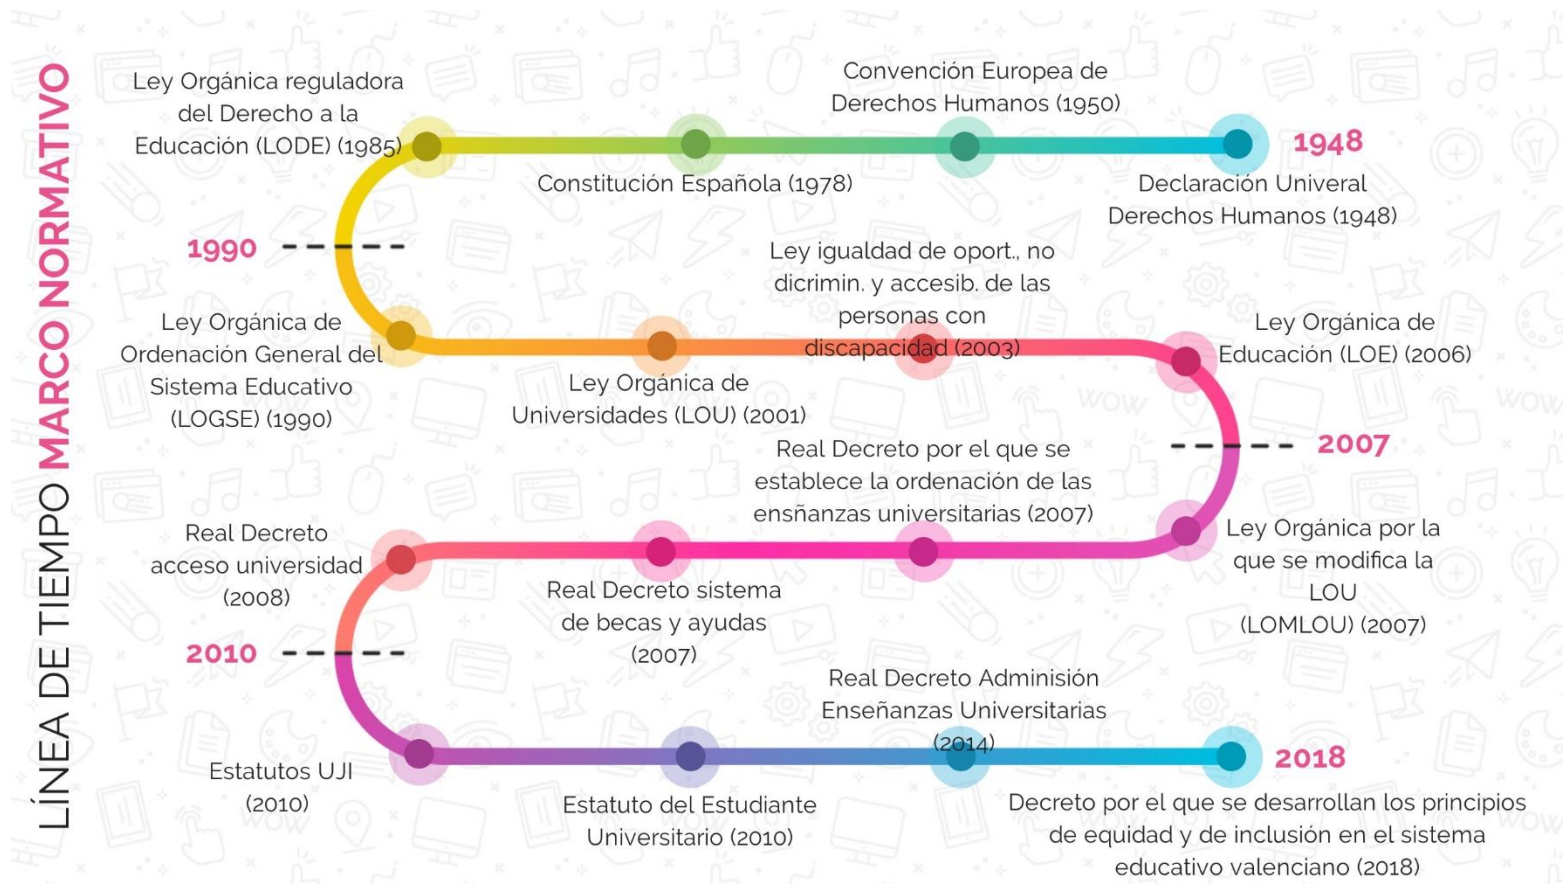 LÍNEA DE TIEMPO MARCO NORMATIVO
Ley Orgánica reguladora
del Derecho a la
Educación (LODE) (1985)
Constitución Española (1978)
Convención Europea de
Derechos Humanos (1950)
1948
Declaración Univeral
Derechos Humanos (1948)
1990
Ley Orgánica de
Ordenación General del
Sistema Educativo
(LOGSE) (1990)
Ley Orgánica de
Universidades (LOU) (2001)
Ley igualdad de oport., no
dicrimin. y accesib. de las
personas con
discapacidad (2003)
Ley Orgánica de
Educación (LOE) (2006)
2007
Ley Orgánica por la
que se modifica la
LOU
(LOMLOU) (2007)
Real Decreto por el que se
establece la ordenación de las
ensñanzas universitarias (2007)
Real Decreto sistema
de becas y ayudas
(2007)
Real Decreto
acceso universidad
(2008)
2010
Estatutos UJI
(2010)
Estatuto del Estudiante
Universitario (2010)
Real Decreto Adminisión
Enseñanzas Universitarias
(2014)
2018
Decreto por el que se desarrollan los principios
de equidad y de inclusión en el sistema
educativo valenciano (2018)
WOW
WOW
WOW
WOW